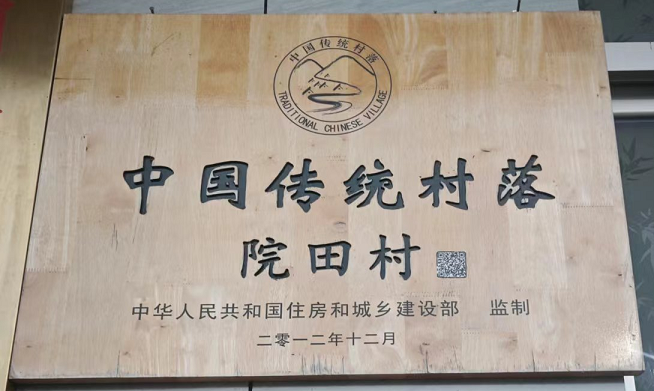 中国传统村落
TRADITIONAL CHINESE VILLAGE
中国传统村落
院田村
中华人民共和国住房和城乡建设部 监制
二零一二年十二月